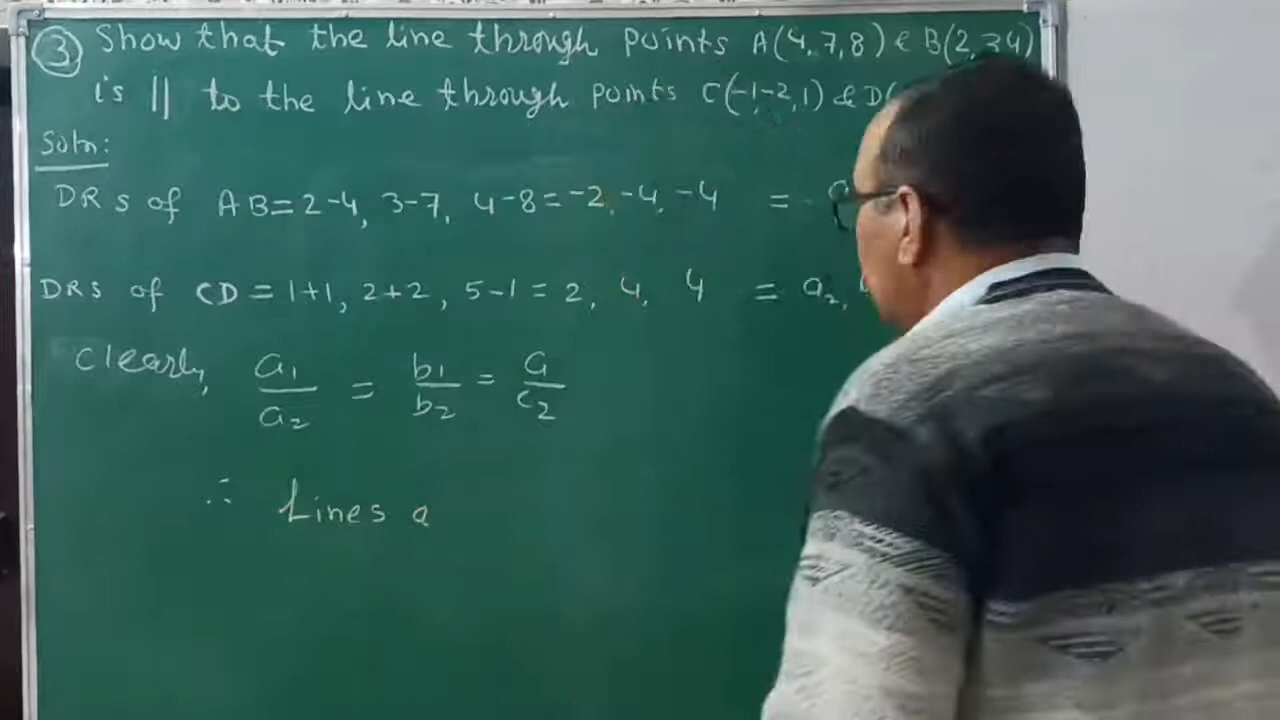 ③ Show that the line through points A(4,7,8) & B(2,3,4)
is || to the line through points C(-1-2,1) & D(
Soln:
DRs of AB=2-4, 3-7, 4-8=-2,-4,-4 =
DRS of CD=1+1, 2+2, 5-1=2, 4, 4 = a₂,
Clearly, a₁/a₂ = b₁/b₂ = c₁/c₂
∴ Lines a